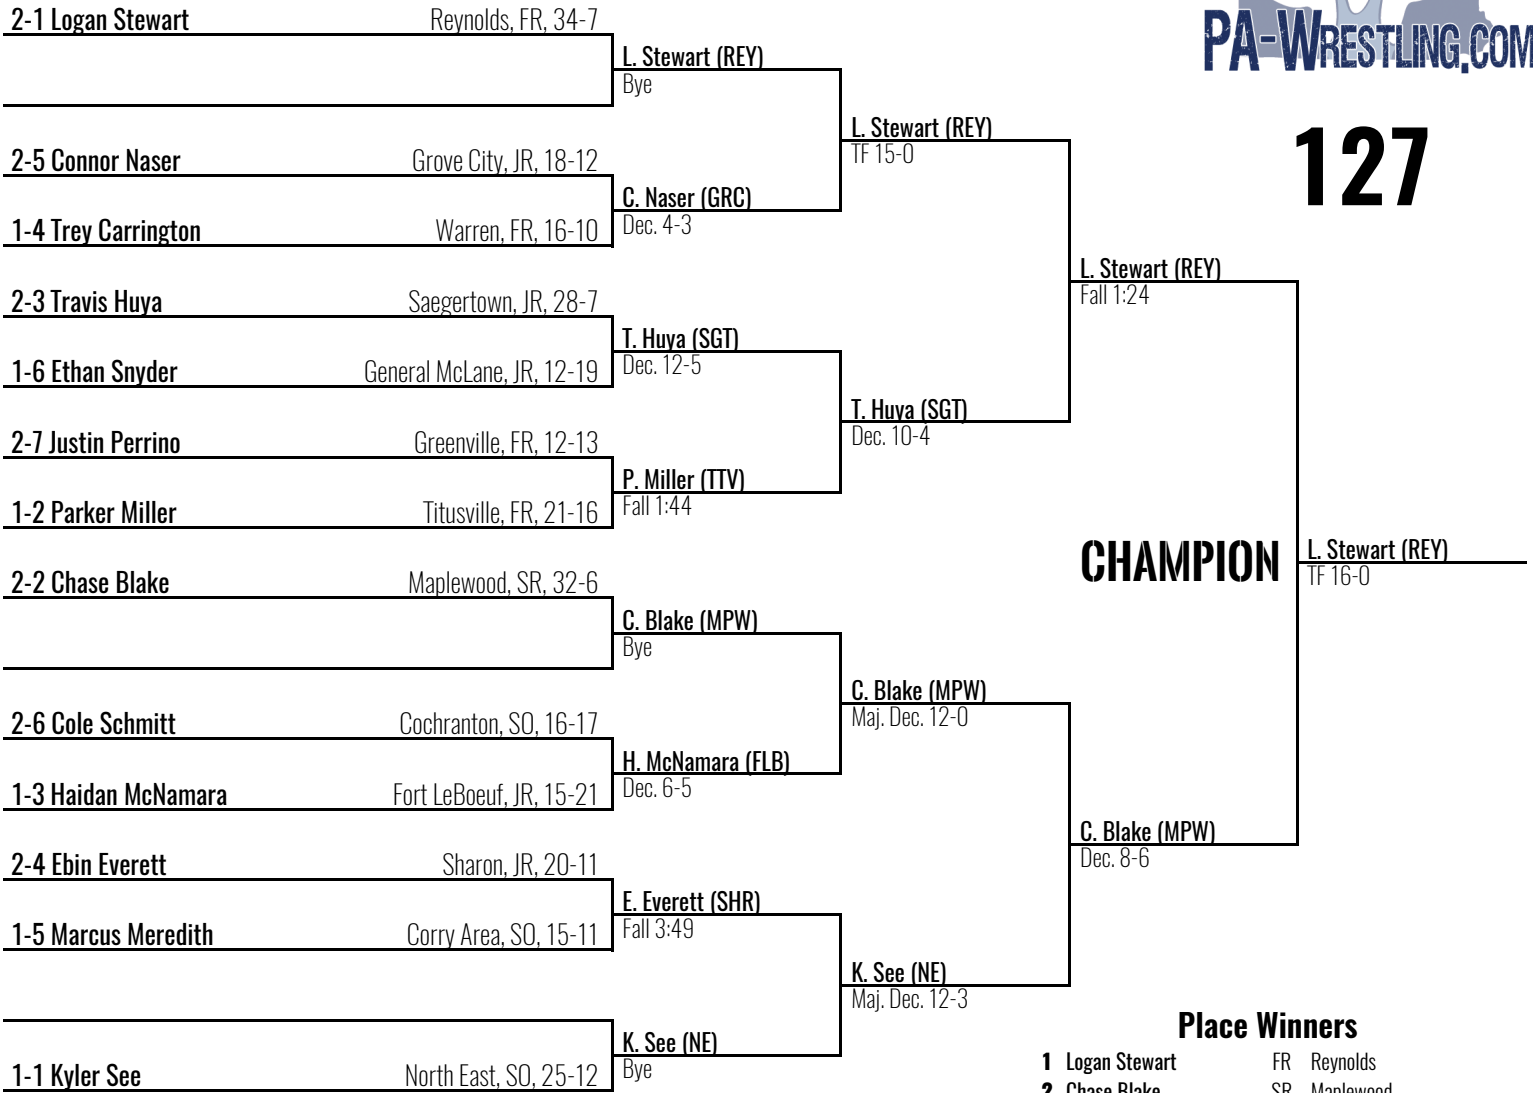 PA-WRESTLING.COM
127
2-1 Logan Stewart Reynolds, FR, 34-7
L. Stewart (REY)
Bye
L. Stewart (REY)
TF 15-0
2-5 Connor Naser Grove City, JR, 18-12
C. Naser (GRC)
Dec. 4-3
1-4 Trey Carrington Warren, FR, 16-10
L. Stewart (REY)
Fall 1:24
2-3 Travis Huya Saegertown, JR, 28-7
T. Huya (SGT)
Dec. 12-5
1-6 Ethan Snyder General McLane, JR, 12-19
T. Huya (SGT)
Dec. 10-4
2-7 Justin Perrino Greenville, FR, 12-13
P. Miller (TTV)
Fall 1:44
1-2 Parker Miller Titusville, FR, 21-16
CHAMPION
L. Stewart (REY)
TF 16-0
2-2 Chase Blake Maplewood, SR, 32-6
C. Blake (MPW)
Bye
C. Blake (MPW)
Maj. Dec. 12-0
2-6 Cole Schmitt Cochranton, SO, 16-17
H. McNamara (FLB)
Dec. 6-5
1-3 Haidan McNamara Fort LeBoeuf, JR, 15-21
C. Blake (MPW)
Dec. 8-6
2-4 Ebin Everett Sharon, JR, 20-11
E. Everett (SHR)
Fall 3:49
1-5 Marcus Meredith Corry Area, SO, 15-11
K. See (NE)
Maj. Dec. 12-3
K. See (NE)
Bye
1-1 Kyler See North East, SO, 25-12
Place Winners
1 Logan Stewart FR Reynolds
2 Chase Blake SR Maplewood